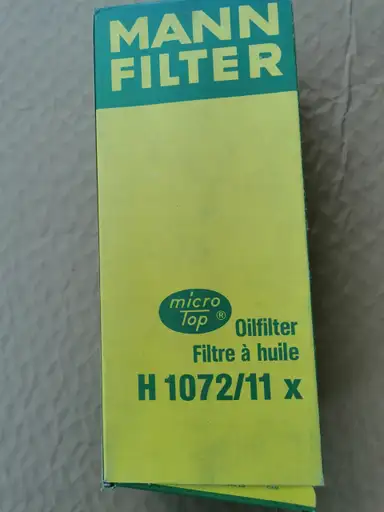 MANN
FILTER
micro
Top ®
Oilfilter
Filtre à huile
H 1072/11 x